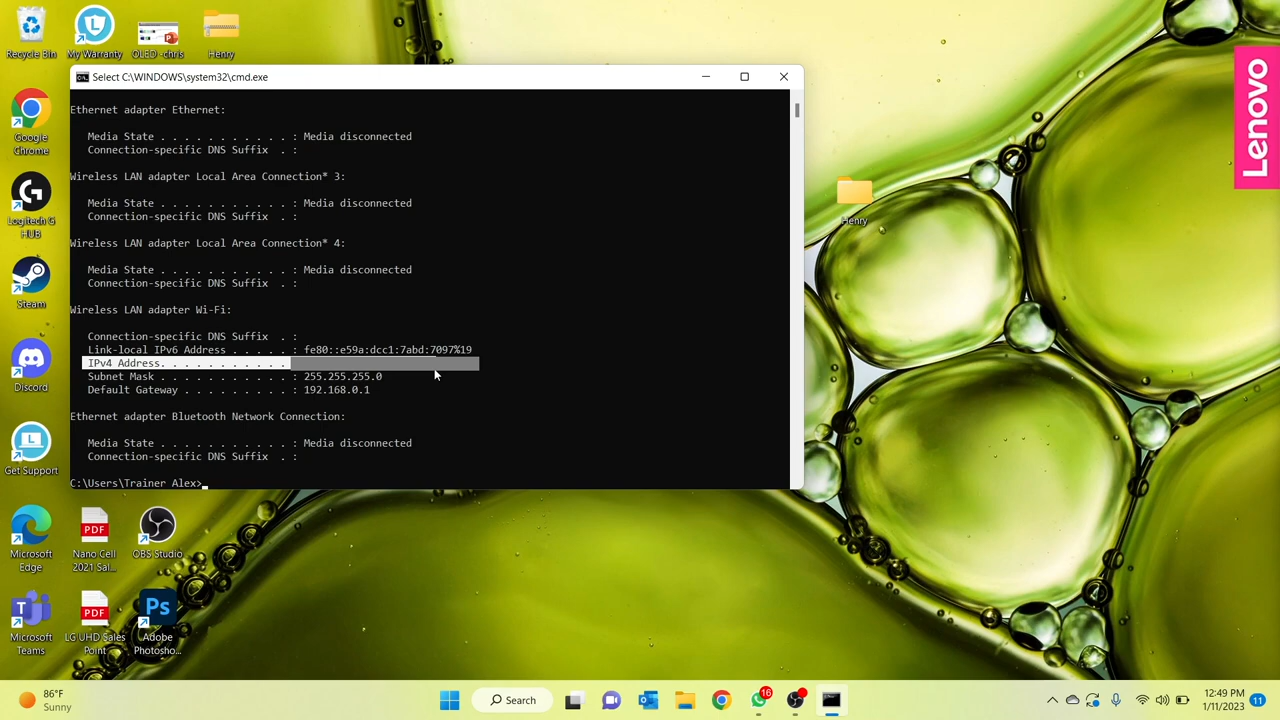 Recycle Bin
My Warranty
OLED -chris
Henry
Select C:\WINDOWS\system32\cmd.exe
Ethernet adapter Ethernet:
Media State . . . . . . . . . . . : Media disconnected
Connection-specific DNS Suffix  . :
Wireless LAN adapter Local Area Connection* 3:
Media State . . . . . . . . . . . : Media disconnected
Connection-specific DNS Suffix  . :
Wireless LAN adapter Local Area Connection* 4:
Media State . . . . . . . . . . . : Media disconnected
Connection-specific DNS Suffix  . :
Wireless LAN adapter Wi-Fi:
Connection-specific DNS Suffix  . :
Link-local IPv6 Address . . . . . : fe80::e59a:dcc1:7abd:7097%19
IPv4 Address. . . . . . . . . . .
Subnet Mask . . . . . . . . . . . : 255.255.255.0
Default Gateway . . . . . . . . . : 192.168.0.1
Ethernet adapter Bluetooth Network Connection:
Media State . . . . . . . . . . . : Media disconnected
Connection-specific DNS Suffix  . :
C:\Users\Trainer Alex>
Google
Chrome
Logitech G
HUB
Steam
Discord
Get Support
Microsoft
Edge
Nano Cell
2021 Sal...
OBS Studio
Microsoft
Teams
LG UHD Sales
Point
Adobe
Photosho...
PDF
PDF
Ps
Henry
Lenovo
86°F
Sunny
Search
16
12:49 PM
1/11/2023
11